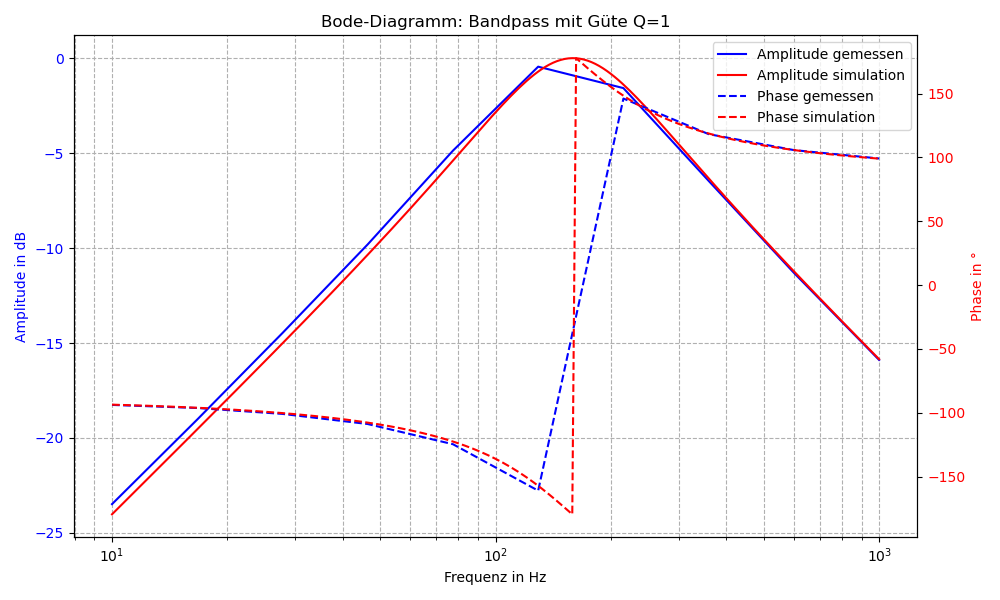 Bode-Diagramm: Bandpass mit Güte Q=1
Amplitude gemessen
Amplitude simulation
Phase gemessen
Phase simulation
Amplitude in dB
0
−5
−10
−15
−20
−25
150
100
50
0
−50
−100
−150
Phase in °
10¹
10²
10³
Frequenz in Hz